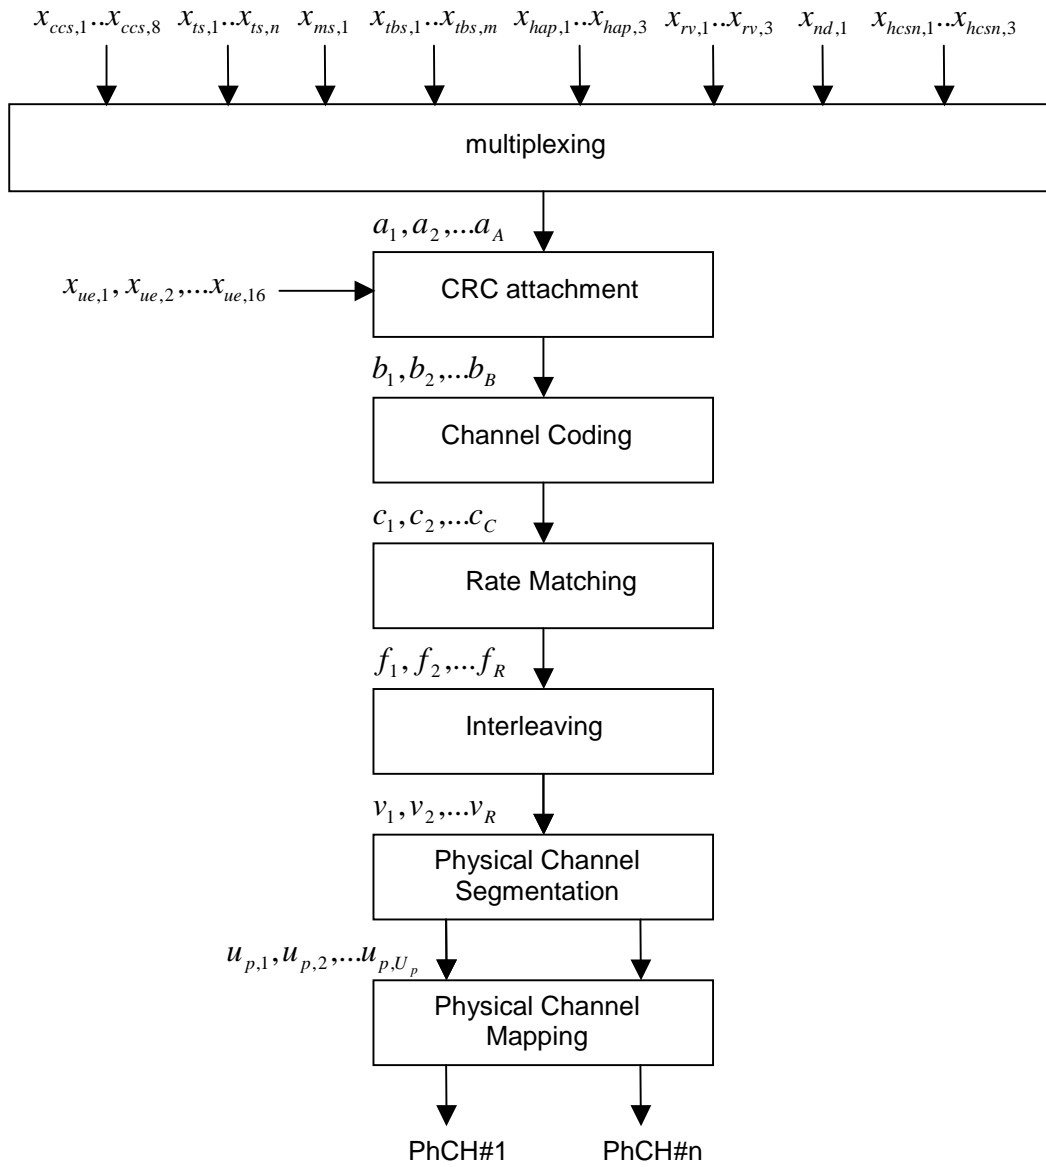 x_{ccs,1}..x_{ccs,8} x_{ts,1}..x_{ts,n} x_{ms,1} x_{tbs,1}..x_{tbs,m} x_{hap,1}..x_{hap,3} x_{rv,1}..x_{rv,3} x_{nd,1} x_{hcsn,1}..x_{hcsn,3}
multiplexing
a_1,a_2,...a_A
x_{ue,1},x_{ue,2},...x_{ue,16}
CRC attachment
b_1,b_2,...b_B
Channel Coding
c_1,c_2,...c_C
Rate Matching
f_1,f_2,...f_R
Interleaving
v_1,v_2,...v_R
Physical Channel
Segmentation
u_{p,1},u_{p,2},...u_{p,U_p}
Physical Channel
Mapping
PhCH#1 PhCH#n